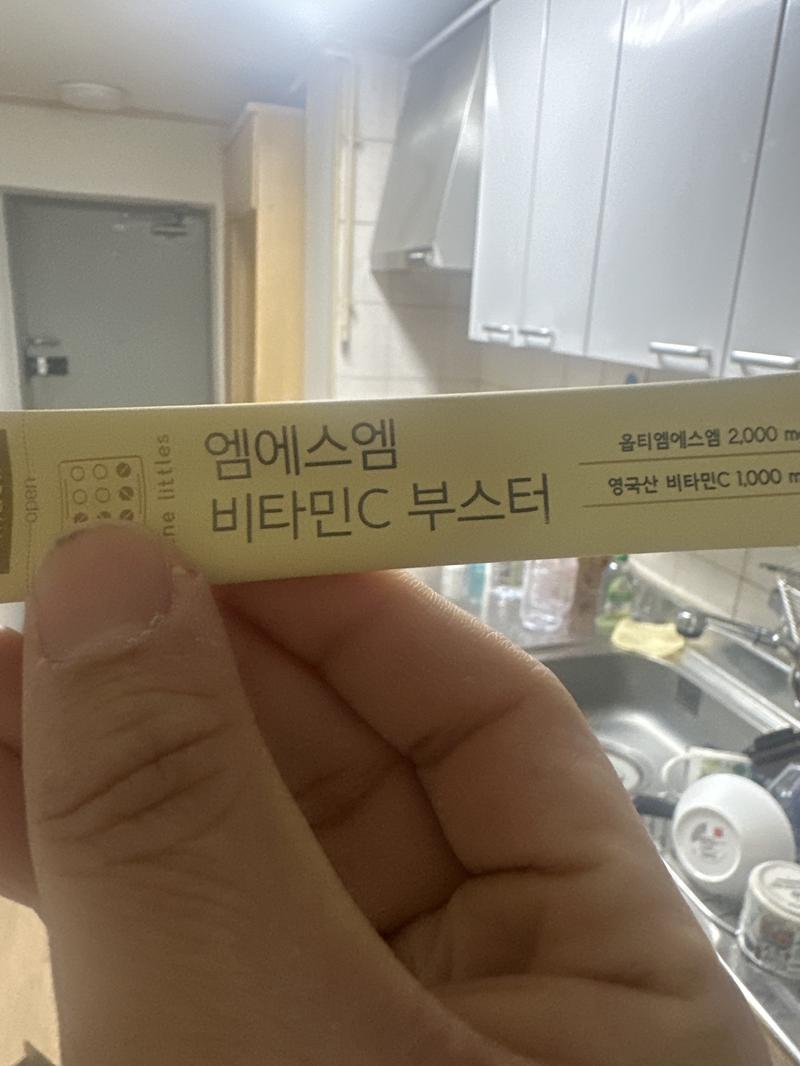 open
littles
엠에스엠
비타민C 부스터
옵티엠에스엠 2,000
영국산 비타민C 1,000